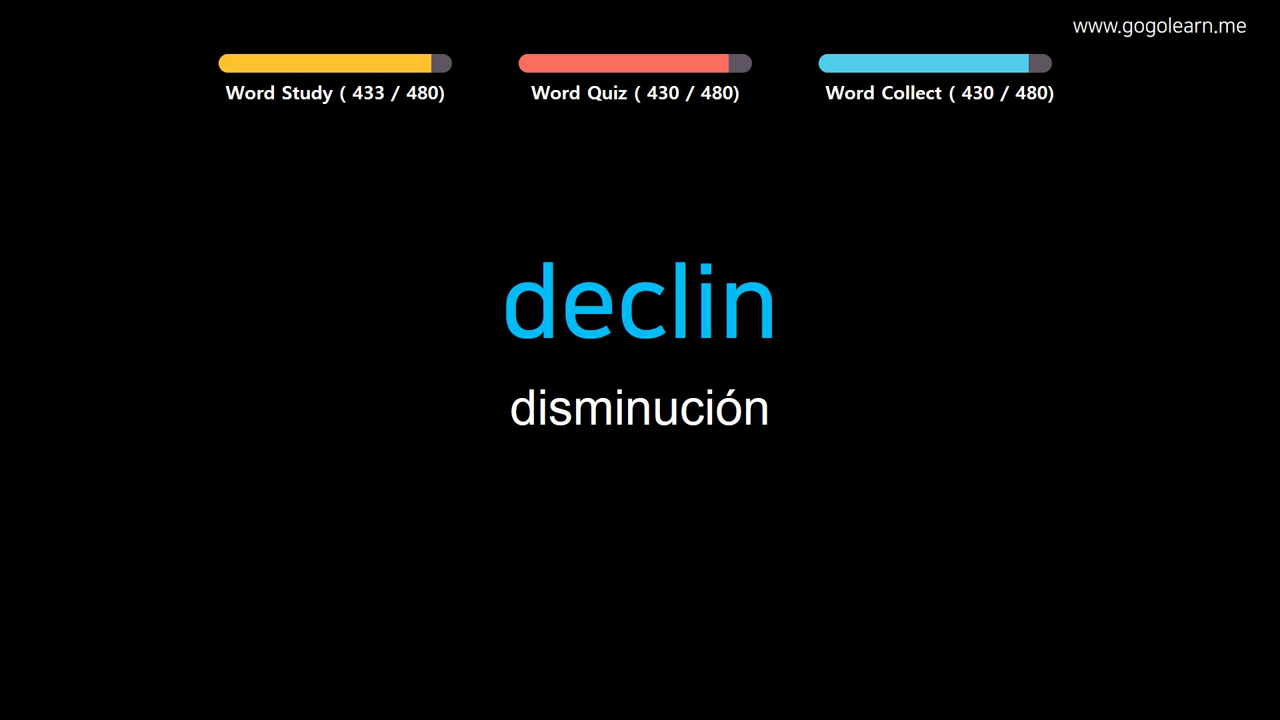 www.gogolearn.me
Word Study ( 433 / 480)
Word Quiz ( 430 / 480)
Word Collect ( 430 / 480)
declin
disminución